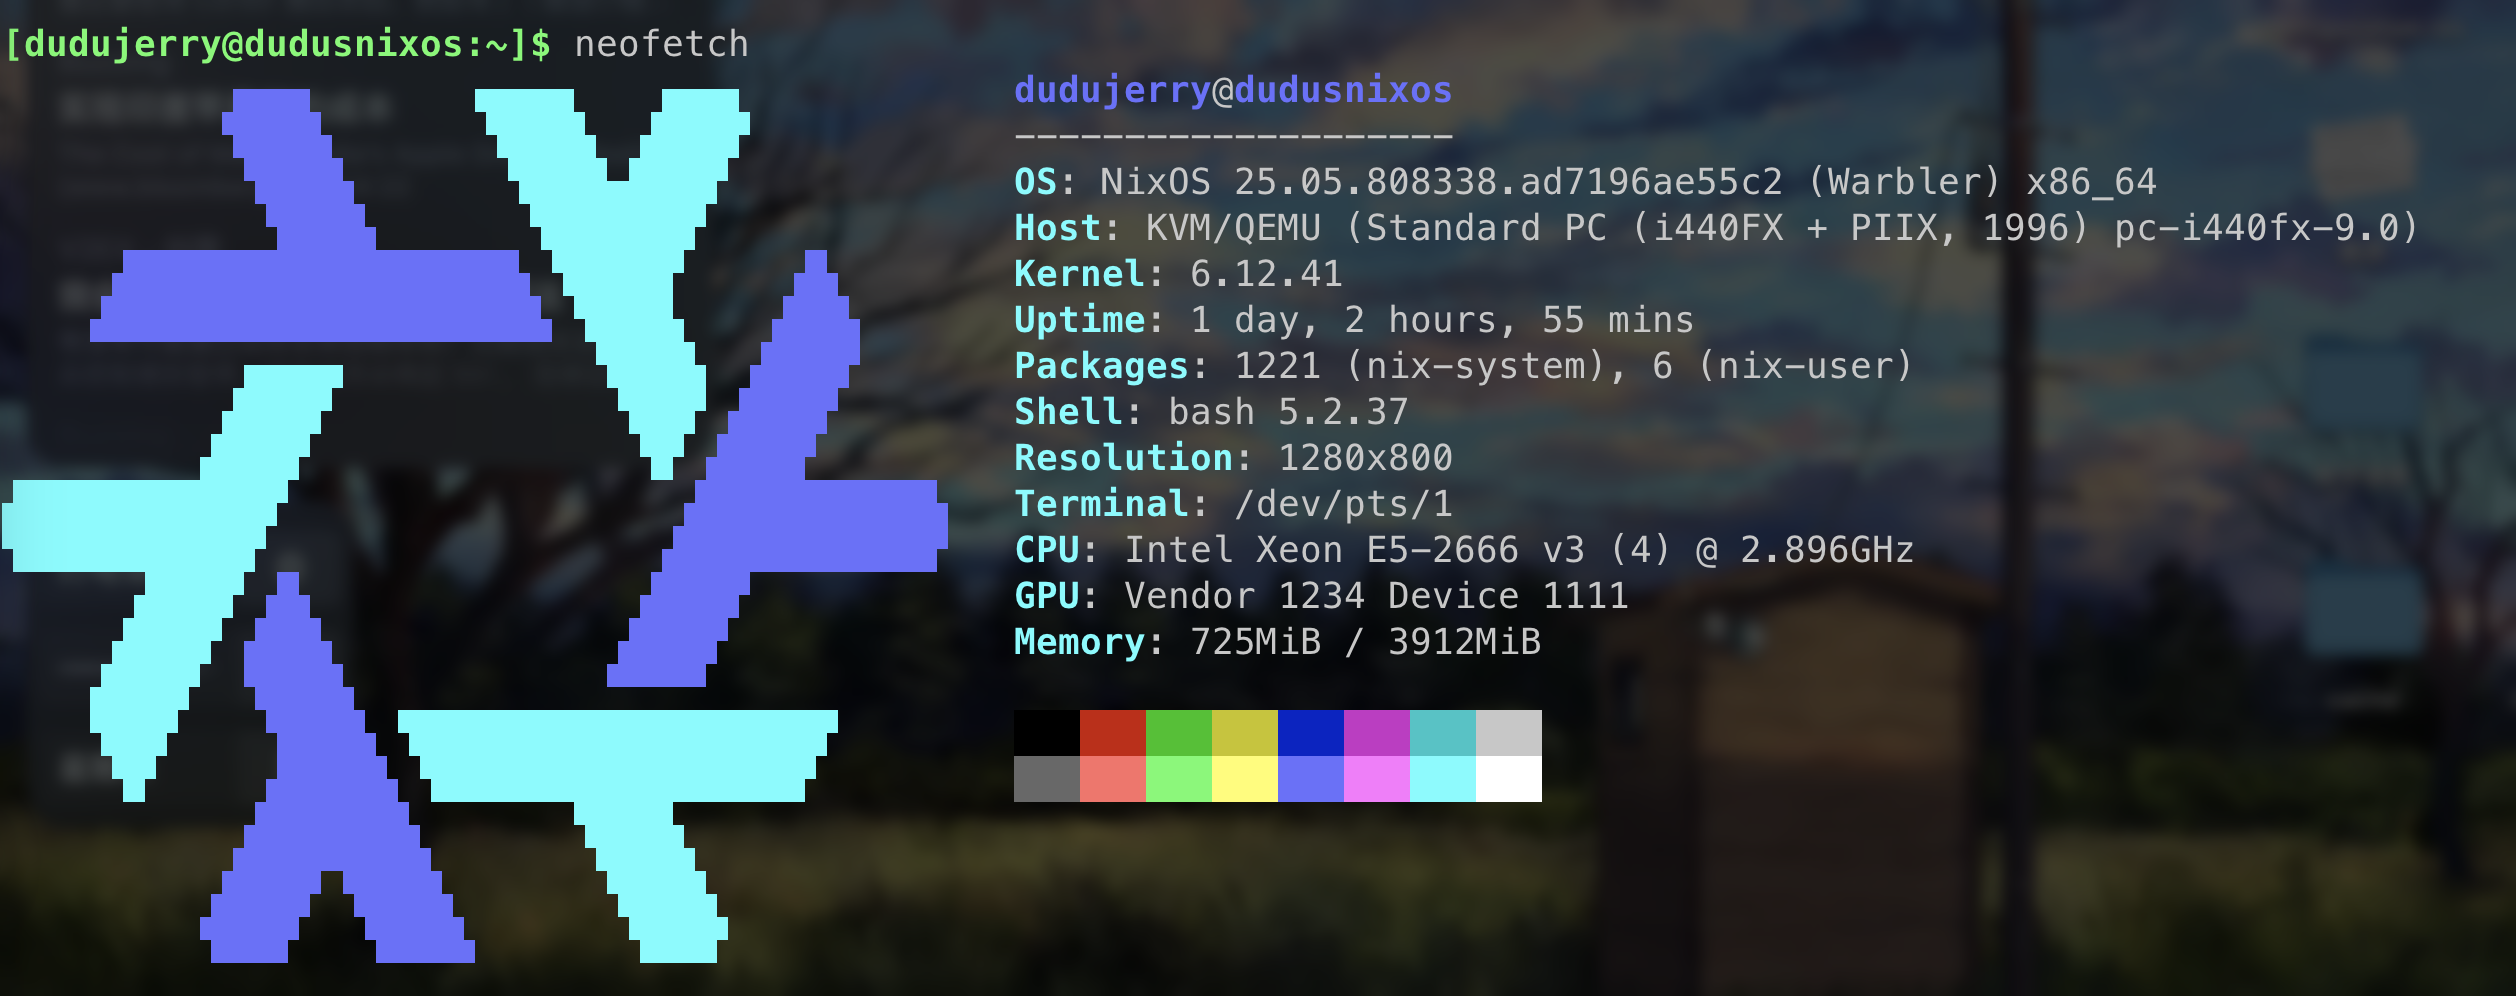 [dudujerry@dudusnixos:~]$ neofetch
dudujerry@dudusnixos
--------------------
OS: NixOS 25.05.808338.ad7196ae55c2 (Warbler) x86_64
Host: KVM/QEMU (Standard PC (i440FX + PIIX, 1996) pc-i440fx-9.0)
Kernel: 6.12.41
Uptime: 1 day, 2 hours, 55 mins
Packages: 1221 (nix-system), 6 (nix-user)
Shell: bash 5.2.37
Resolution: 1280x800
Terminal: /dev/pts/1
CPU: Intel Xeon E5-2666 v3 (4) @ 2.896GHz
GPU: Vendor 1234 Device 1111
Memory: 725MiB / 3912MiB